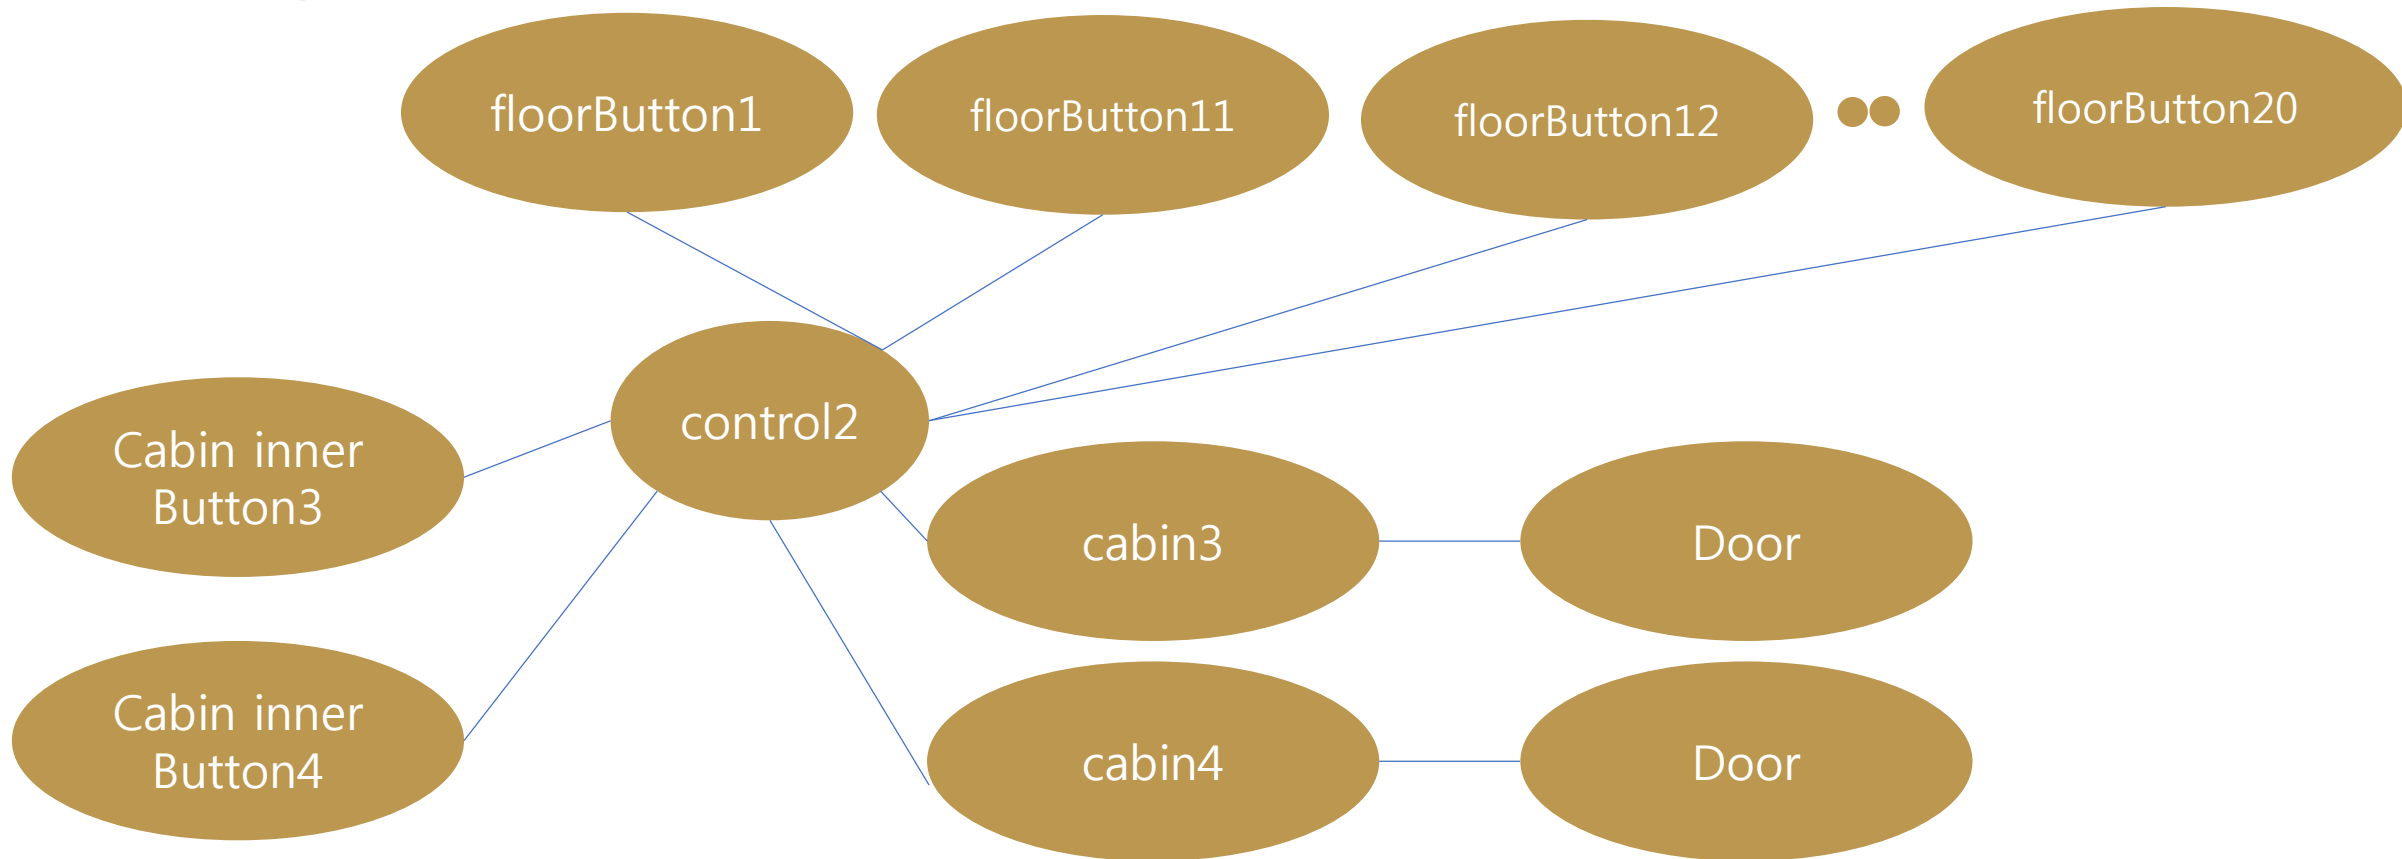 floorButton1
floorButton11
floorButton12
floorButton20
control2
Cabin inner
Button3
cabin3
Door
Cabin inner
Button4
cabin4
Door